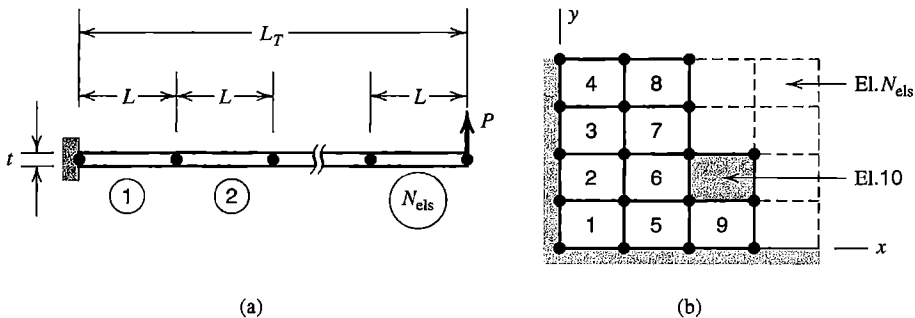 L_T
L L L
P
t
1 2 N_els
(a)
y
4 8 El.N_els
3 7
2 6 El.10
1 5 9
x
(b)